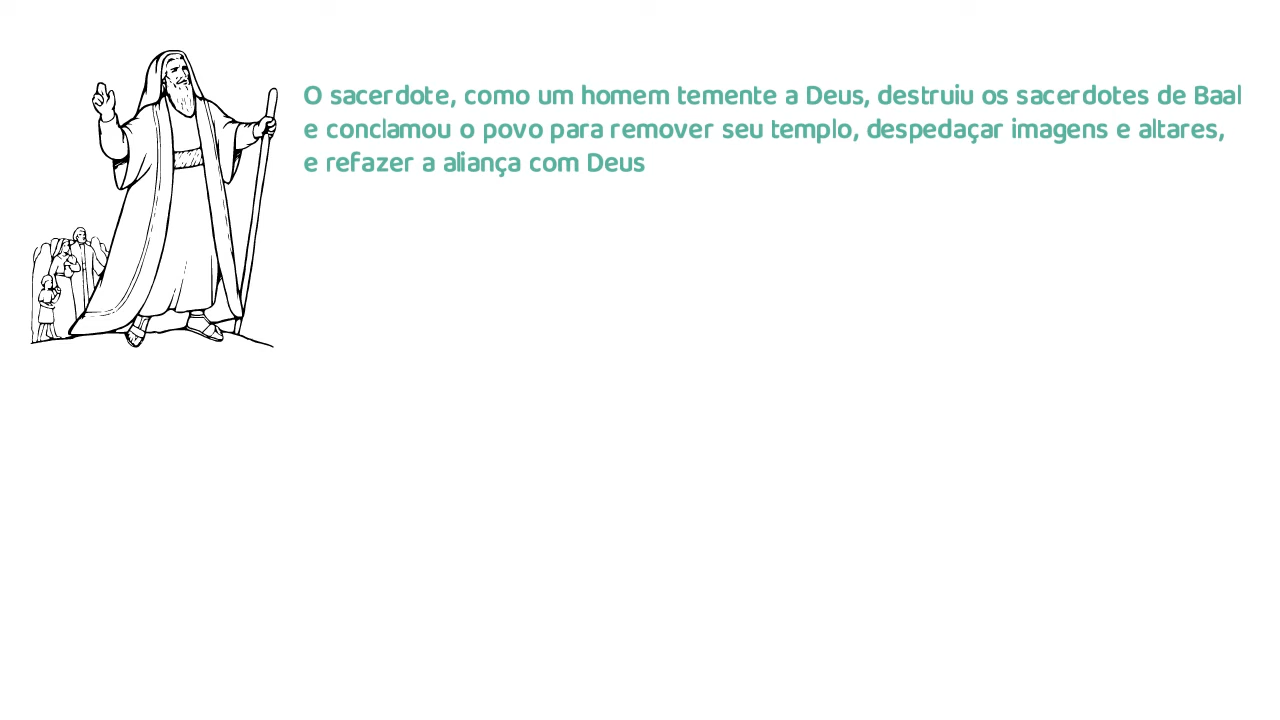 O sacerdote, como um homem temente a Deus, destruiu os sacerdotes de Baal
e conclamou o povo para remover seu templo, despedaçar imagens e altares,
e refazer a aliança com Deus